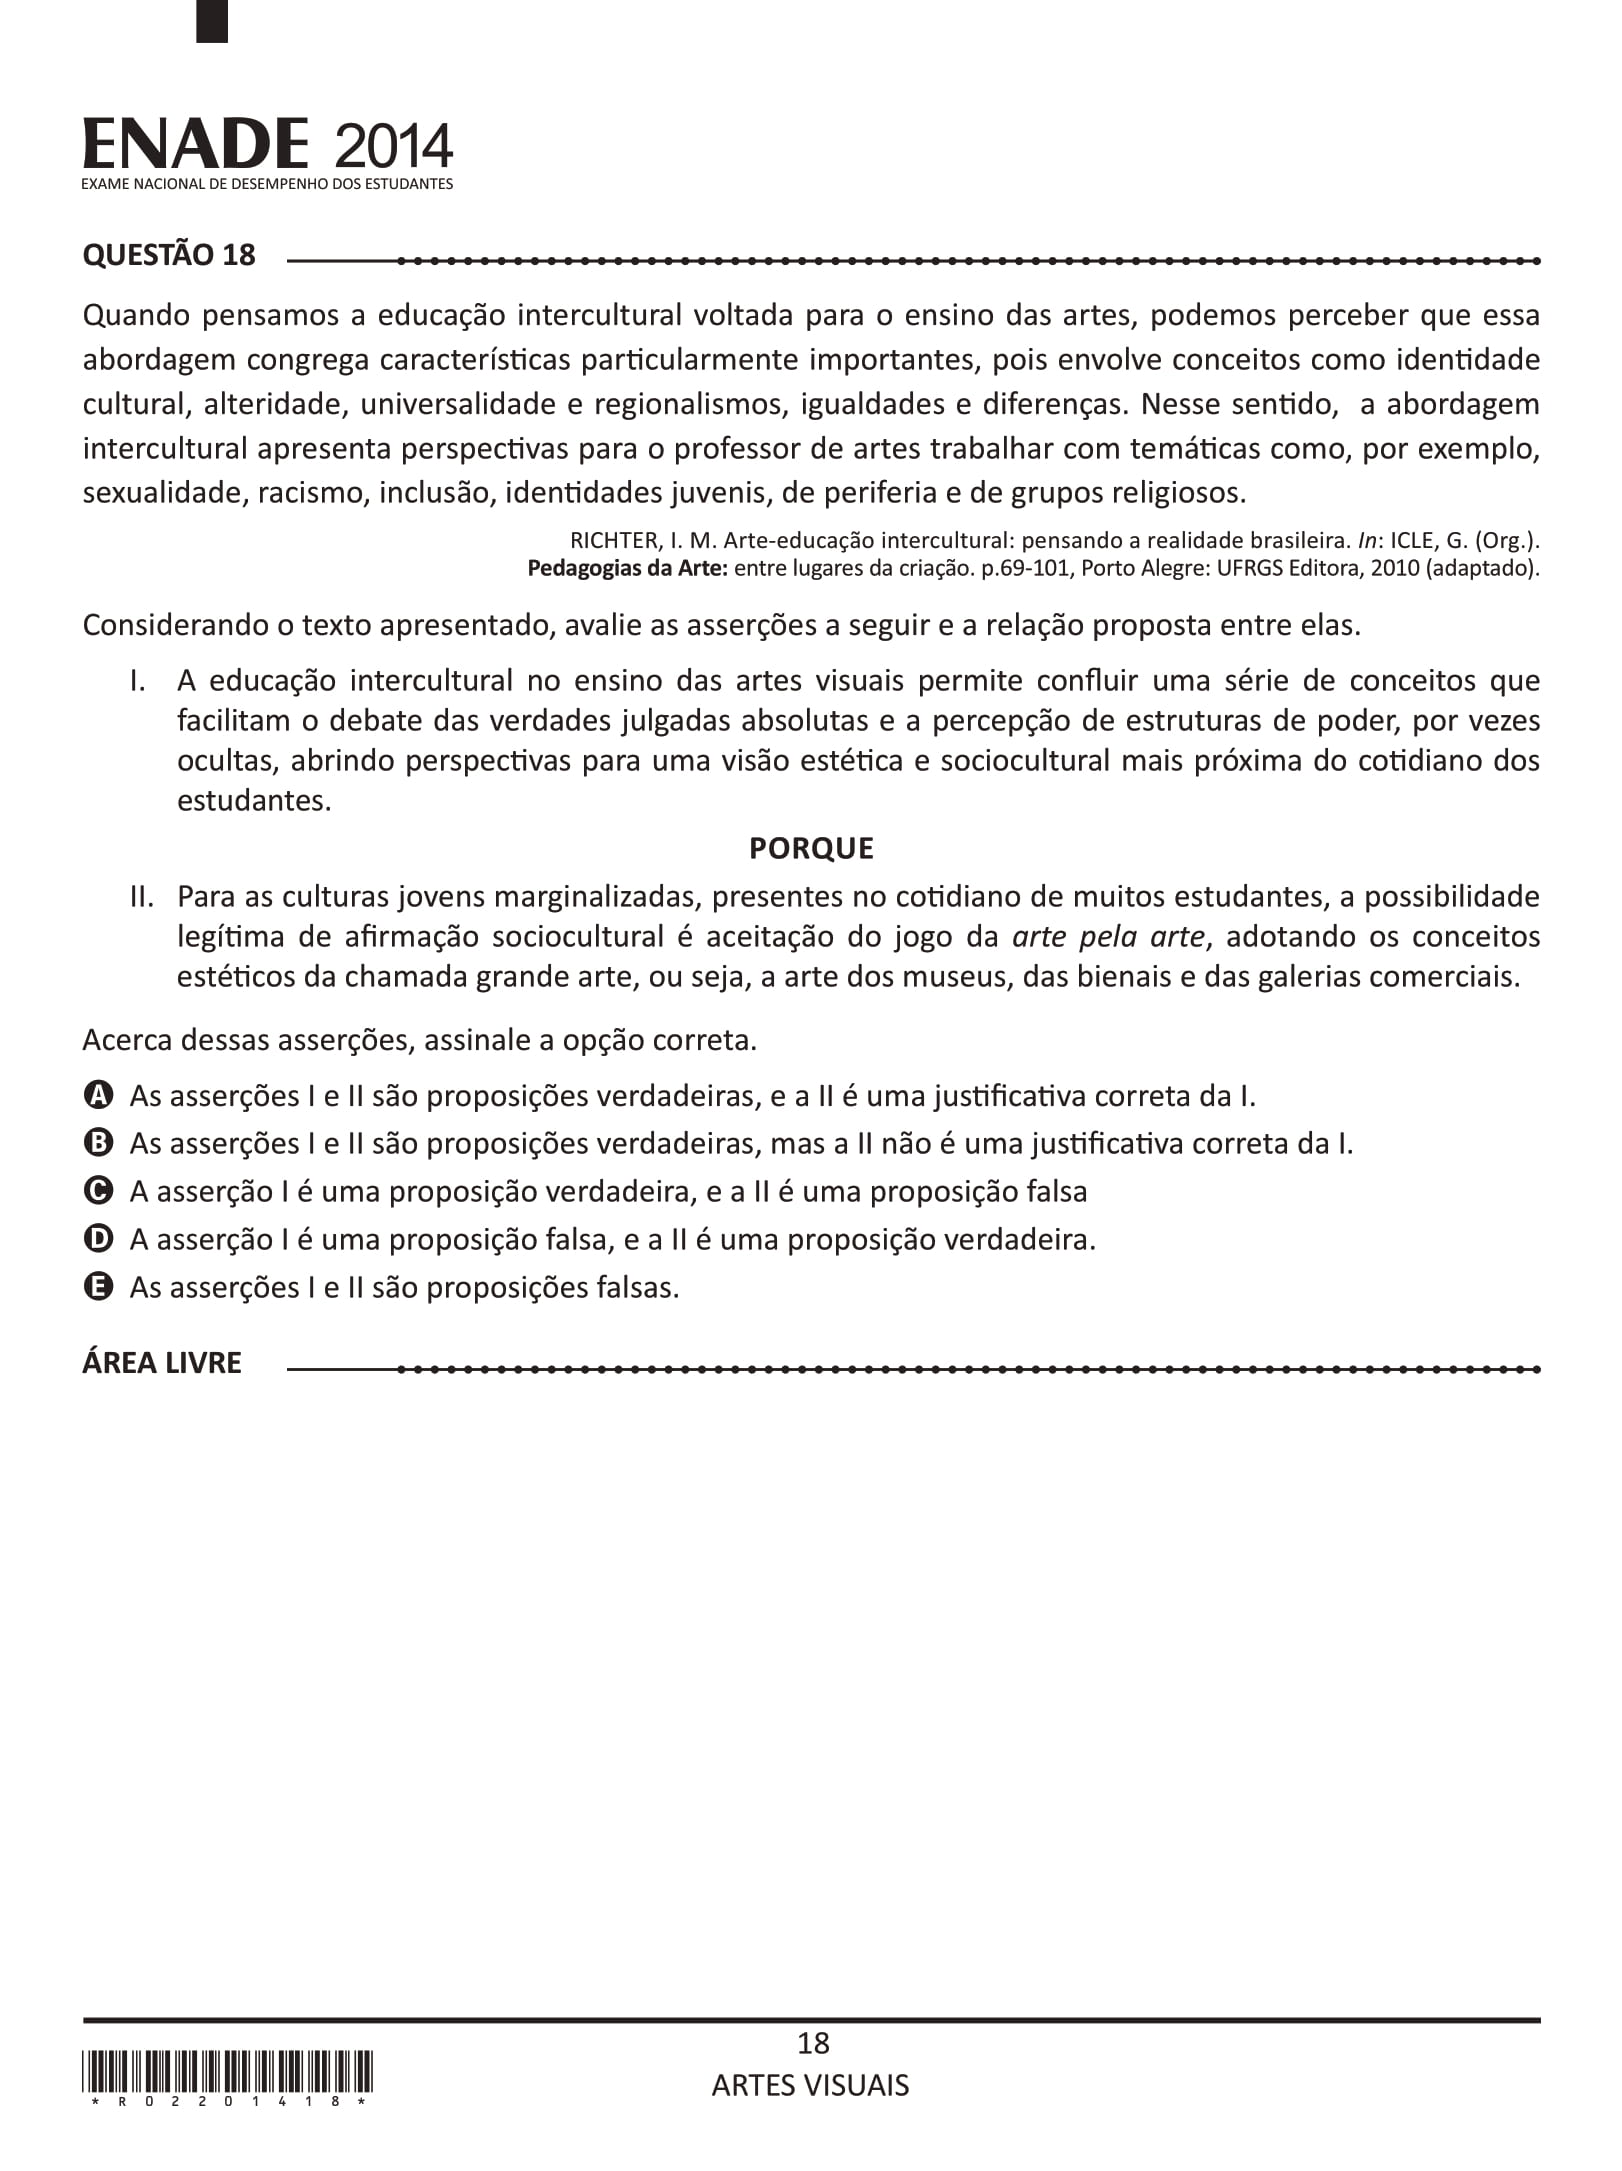 ENADE 2014
EXAME NACIONAL DE DESEMPENHO DOS ESTUDANTES
QUESTÃO 18
Quando pensamos a educação intercultural voltada para o ensino das artes, podemos perceber que essa
abordagem congrega características particularmente importantes, pois envolve conceitos como identidade
cultural, alteridade, universalidade e regionalismos, igualdades e diferenças. Nesse sentido, a abordagem
intercultural apresenta perspectivas para o professor de artes trabalhar com temáticas como, por exemplo,
sexualidade, racismo, inclusão, identidades juvenis, de periferia e de grupos religiosos.
RICHTER, I. M. Arte-educação intercultural: pensando a realidade brasileira. In: ICLE, G. (Org.).
Pedagogias da Arte: entre lugares da criação. p.69-101, Porto Alegre: UFRGS Editora, 2010 (adaptado).
Considerando o texto apresentado, avalie as asserções a seguir e a relação proposta entre elas.
I. A educação intercultural no ensino das artes visuais permite confluir uma série de conceitos que
facilitam o debate das verdades julgadas absolutas e a percepção de estruturas de poder, por vezes
ocultas, abrindo perspectivas para uma visão estética e sociocultural mais próxima do cotidiano dos
estudantes.
PORQUE
II. Para as culturas jovens marginalizadas, presentes no cotidiano de muitos estudantes, a possibilidade
legítima de afirmação sociocultural é aceitação do jogo da arte pela arte, adotando os conceitos
estéticos da chamada grande arte, ou seja, a arte dos museus, das bienais e das galerias comerciais.
Acerca dessas asserções, assinale a opção correta.
A As asserções I e II são proposições verdadeiras, e a II é uma justificativa correta da I.
B As asserções I e II são proposições verdadeiras, mas a II não é uma justificativa correta da I.
C A asserção I é uma proposição verdadeira, e a II é uma proposição falsa
D A asserção I é uma proposição falsa, e a II é uma proposição verdadeira.
E As asserções I e II são proposições falsas.
ÁREA LIVRE
18
ARTES VISUAIS
* R 0 2 2 0 1 4 1 8 *